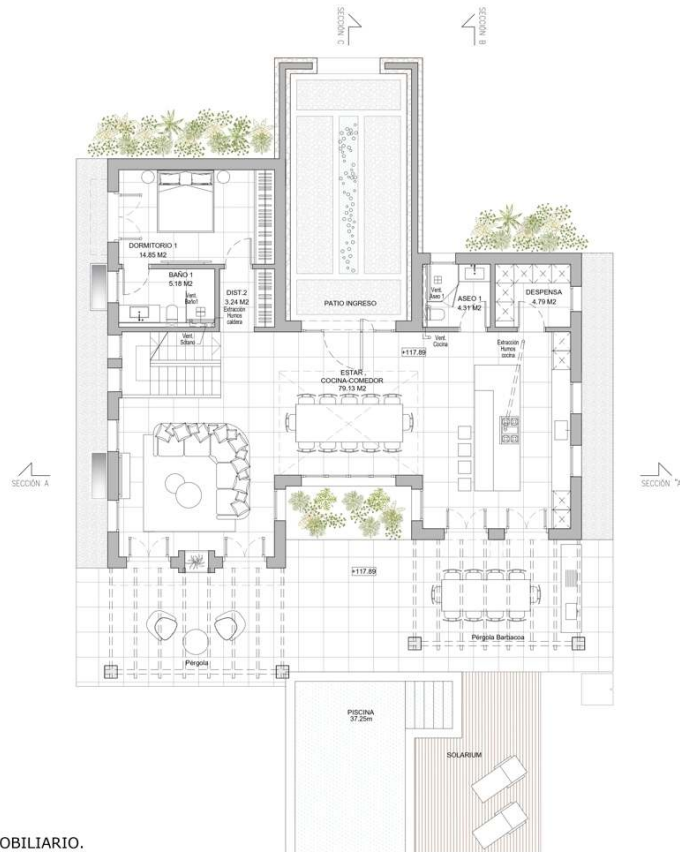 SECCIÓN C
SECCIÓN B
DORMITORIO 1
14.85 M2
BAÑO 1
5.18 M2
Vent.
Baño1
DIST.2
3.24 M2
Extracción
Humos
caldera
Vent.
Sótano
PATIO INGRESO
Vent.
Aseo 1
ASEO 1
4.31 M2
DESPENSA
4.79 M2
Vent.
Cocina
+117.89
Extracción
Humos
cocina
ESTAR ,
COCINA-COMEDOR
79.13 M2
SECCIÓN A
SECCIÓN "A
+117.89
Pérgola
Pérgola Barbacoa
PISCINA
37.25m
SOLARIUM
OBILIARIO.